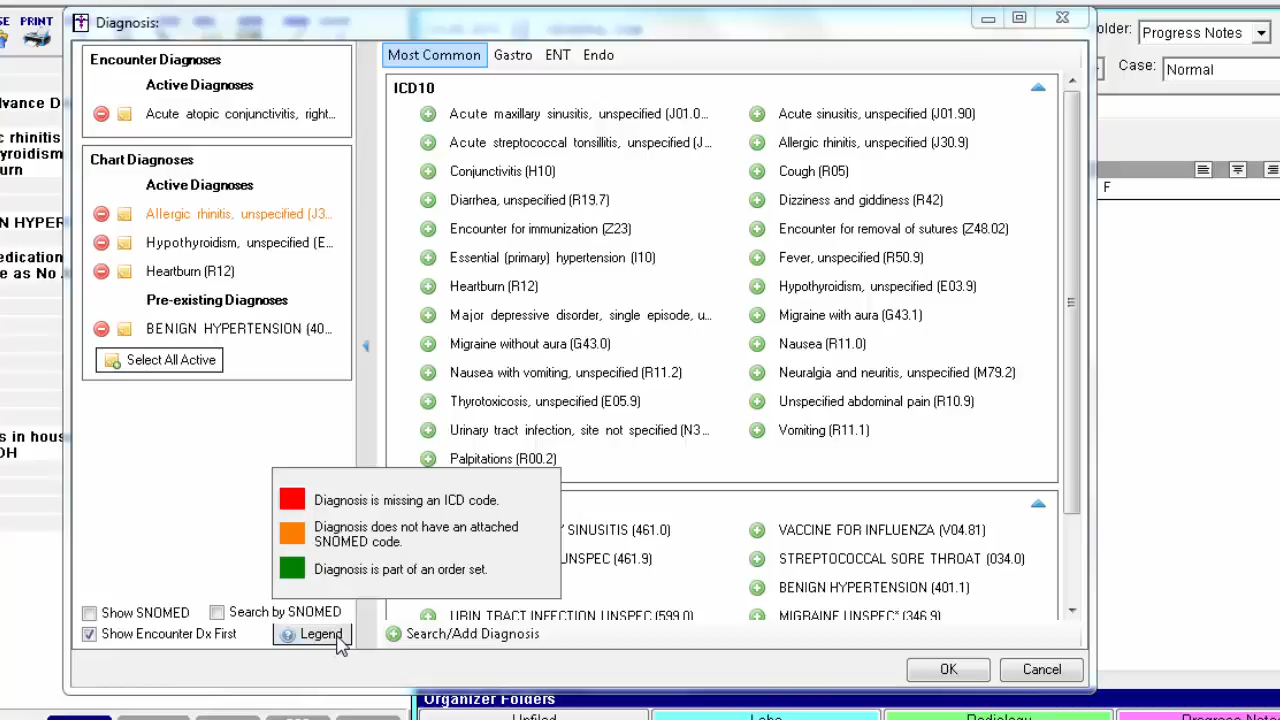 SE PRINT
Diagnosis:
older: Progress Notes
Case: Normal
F
dvance D
c rhinitis
yroidism
urn
N HYPER
edication
e as No
s in hous
OH
Encounter Diagnoses
Active Diagnoses
Acute atopic conjunctivitis, right...
Chart Diagnoses
Active Diagnoses
Allergic rhinitis, unspecified (J3...
Hypothyroidism, unspecified (E...
Heartburn (R12)
Pre-existing Diagnoses
BENIGN HYPERTENSION (40...
Select All Active
Most Common Gastro ENT Endo
ICD10
Acute maxillary sinusitis, unspecified (J01.0... Acute sinusitis, unspecified (J01.90)
Acute streptococcal tonsillitis, unspecified (J... Allergic rhinitis, unspecified (J30.9)
Conjunctivitis (H10) Cough (R05)
Diarrhea, unspecified (R19.7) Dizziness and giddiness (R42)
Encounter for immunization (Z23) Encounter for removal of sutures (Z48.02)
Essential (primary) hypertension (I10) Fever, unspecified (R50.9)
Heartburn (R12) Hypothyroidism, unspecified (E03.9)
Major depressive disorder, single episode, u... Migraine with aura (G43.1)
Migraine without aura (G43.0) Nausea (R11.0)
Nausea with vomiting, unspecified (R11.2) Neuralgia and neuritis, unspecified (M79.2)
Thyrotoxicosis, unspecified (E05.9) Unspecified abdominal pain (R10.9)
Urinary tract infection, site not specified (N3... Vomiting (R11.1)
Palpitations (R00.2)
Diagnosis is missing an ICD code.
Diagnosis does not have an attached
SNOMED code.
Diagnosis is part of an order set.
SINUSITIS (461.0) VACCINE FOR INFLUENZA (V04.81)
UNSPEC (461.9) STREPTOCOCCAL SORE THROAT (034.0)
BENIGN HYPERTENSION (401.1)
URIN TRACT INFECTION UNSPEC (599.0) MIGRAINE UNSPEC* (346.9)
Show SNOMED Search by SNOMED
Show Encounter Dx First Legend
Search/Add Diagnosis
OK Cancel
Organizer Folders
Unfiled Labs Radiology Progress Note